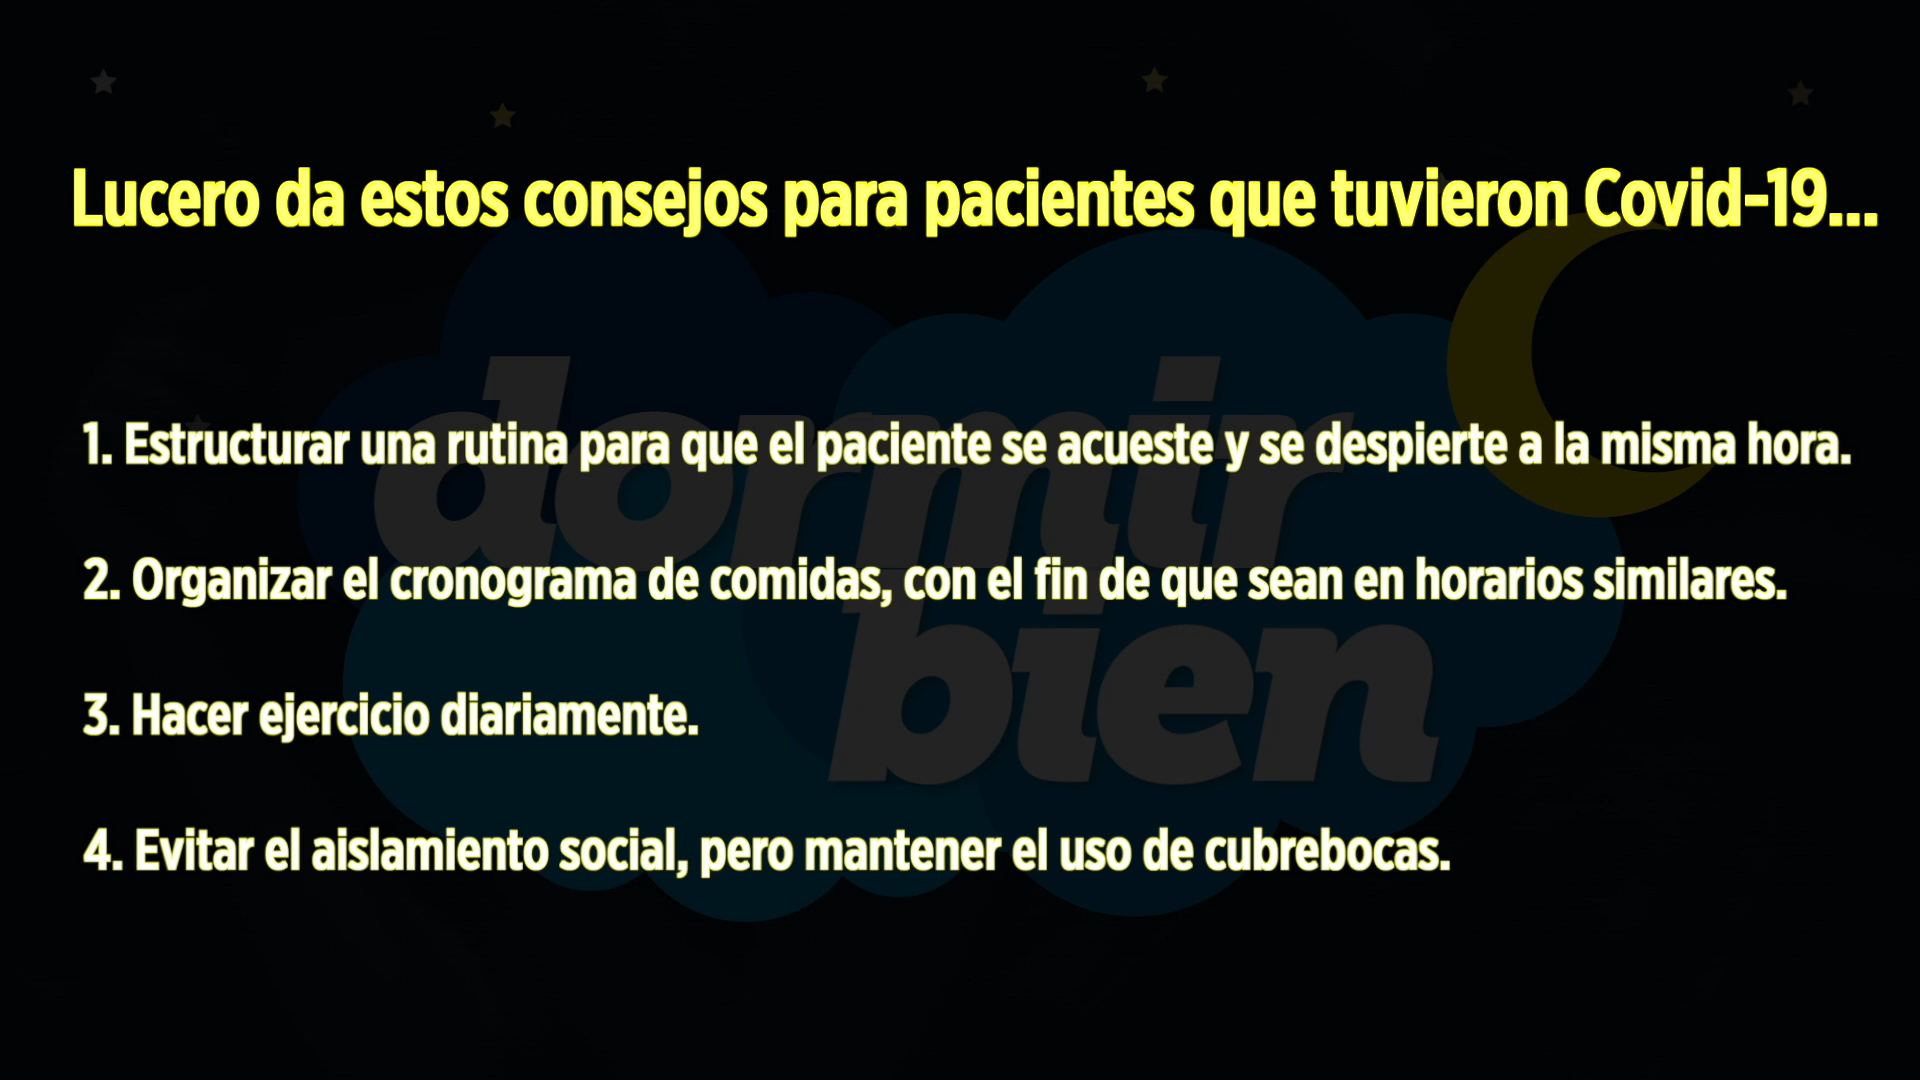 Lucero da estos consejos para pacientes que tuvieron Covid-19...
1. Estructurar una rutina para que el paciente se acueste y se despierte a la misma hora.
2. Organizar el cronograma de comidas, con el fin de que sean en horarios similares.
3. Hacer ejercicio diariamente.
4. Evitar el aislamiento social, pero mantener el uso de cubrebocas.
dormir
bien